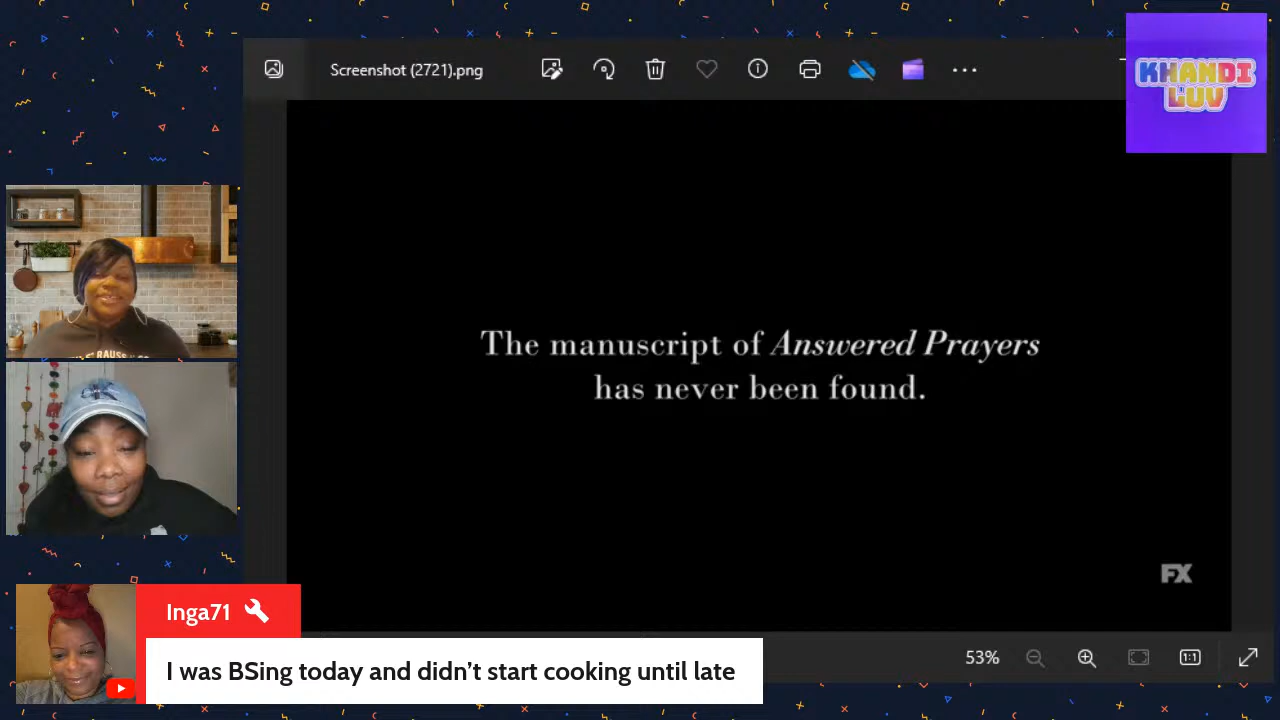 Screenshot (2721).png
KHANDI
LUV
The manuscript of Answered Prayers
has never been found.
FX
Inga71
I was BSing today and didn't start cooking until late
53%
1:1